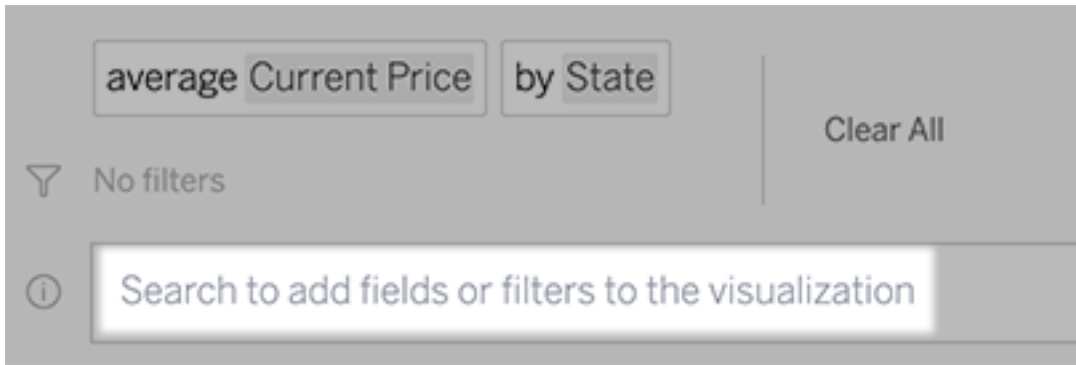 average Current Price by State
Clear All
No filters
Search to add fields or filters to the visualization